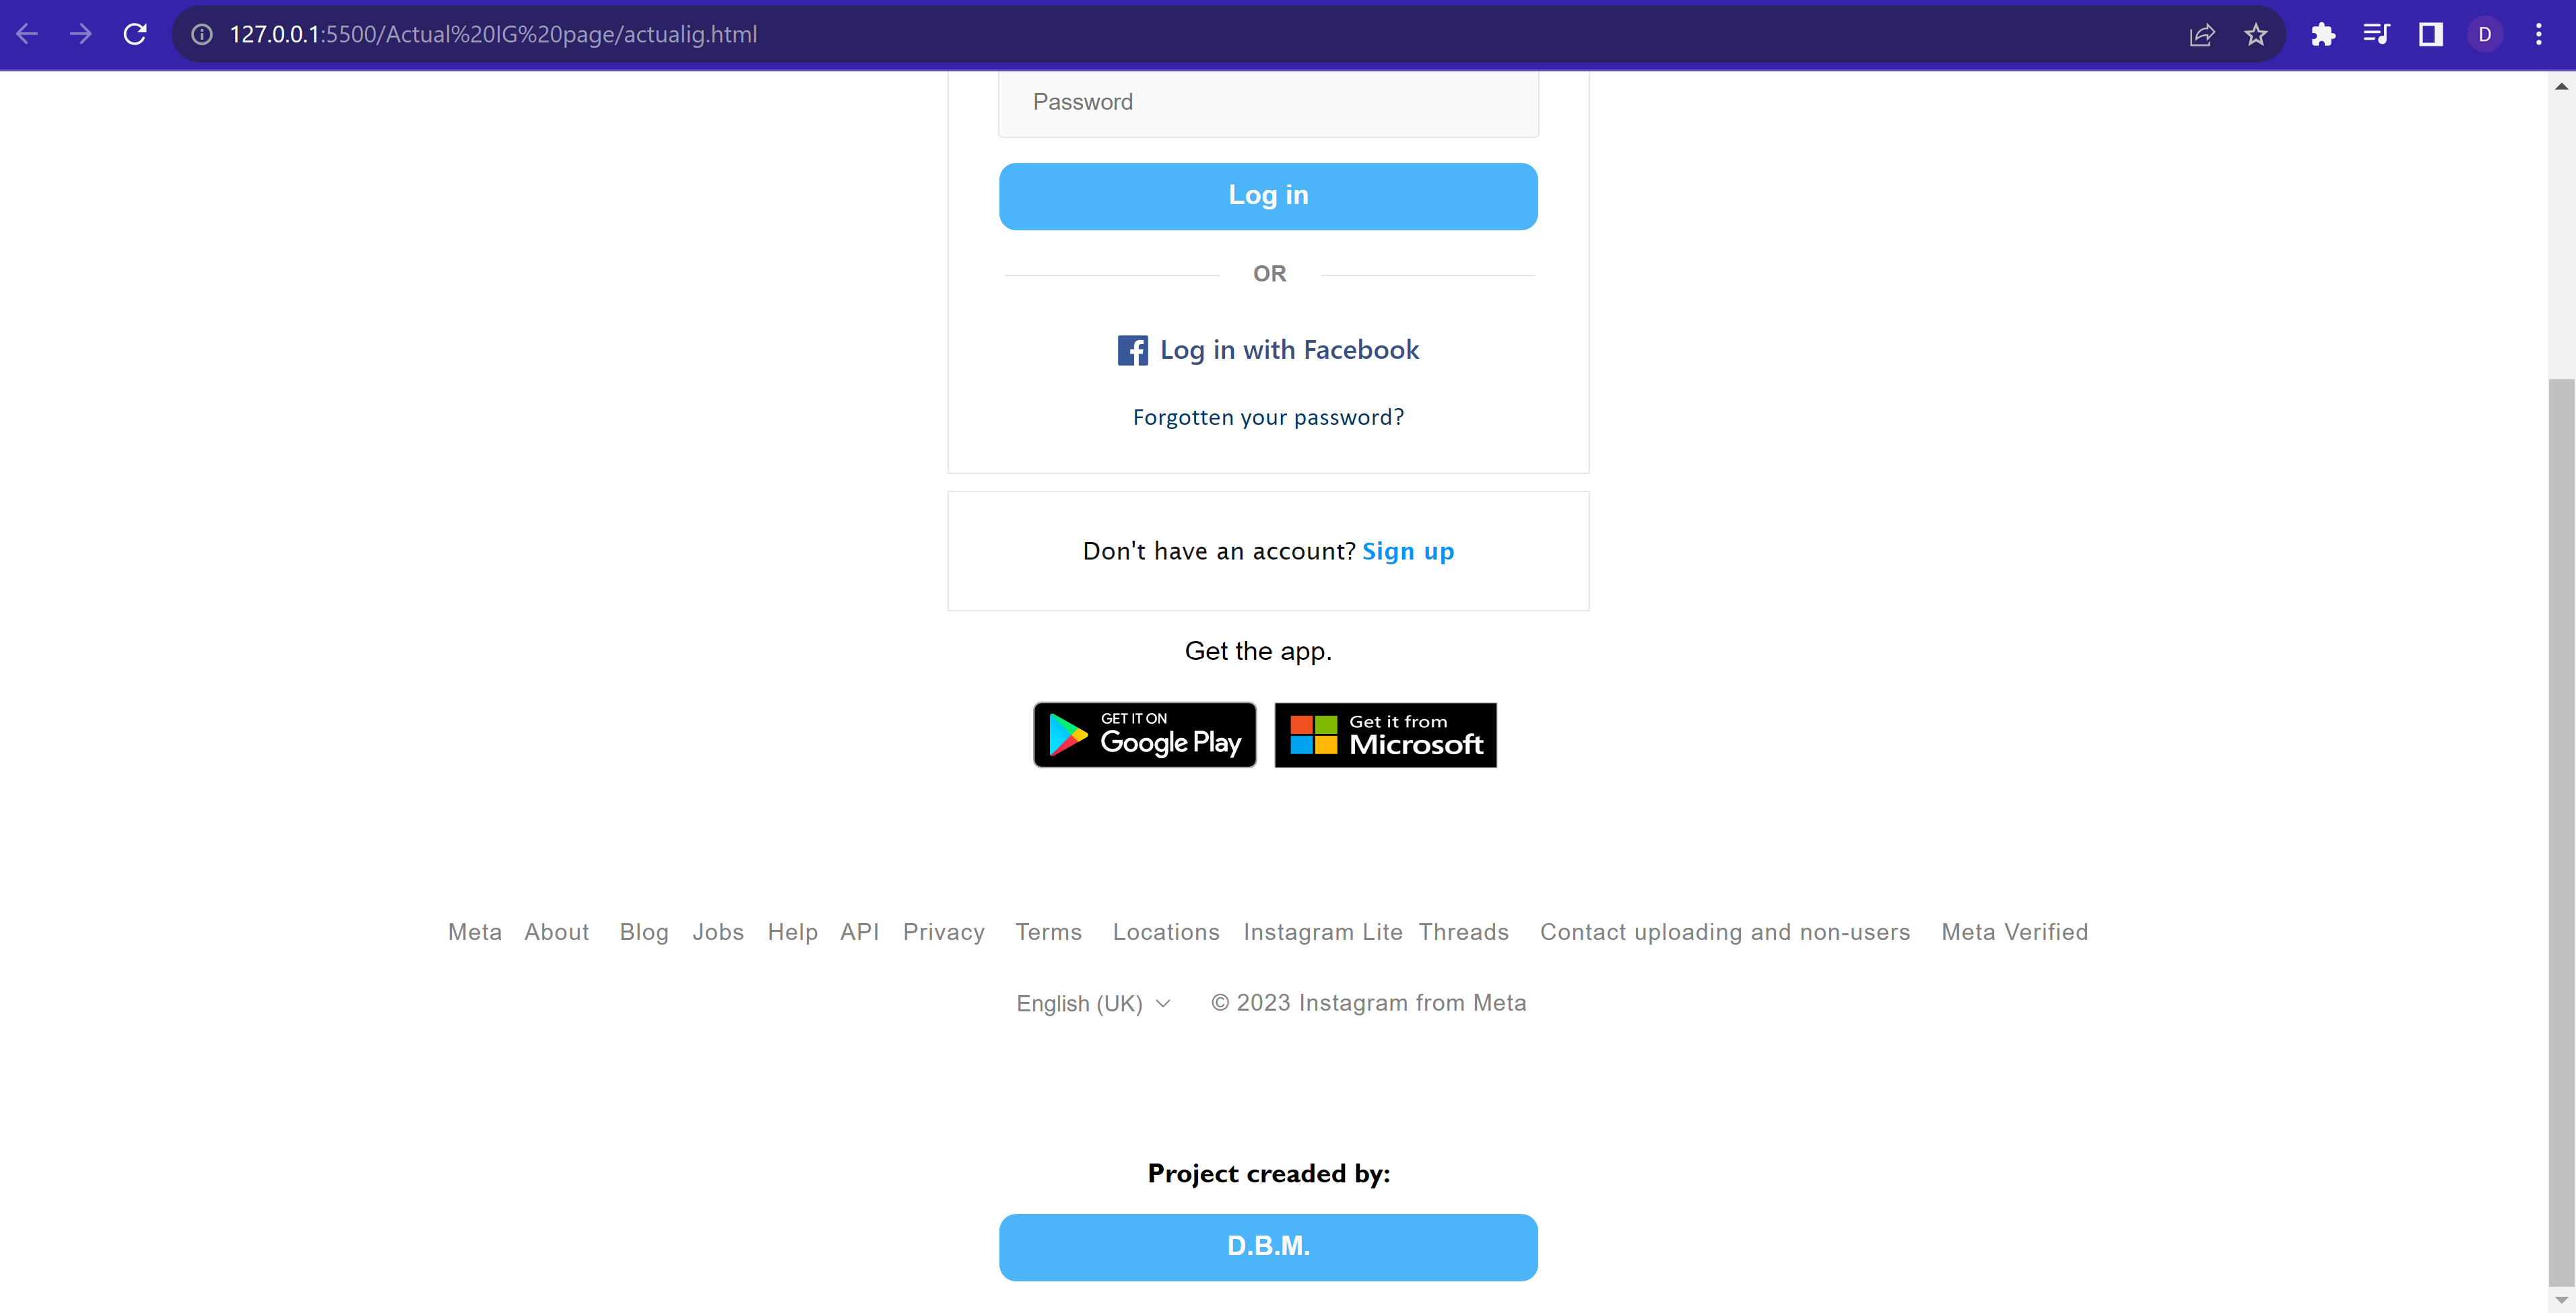 127.0.0.1:5500/Actual%20IG%20page/actualig.html
D
Password
Log in
OR
Log in with Facebook
Forgotten your password?
Don't have an account? Sign up
Get the app.
GET IT ON
Google Play
Get it from
Microsoft
Meta About Blog Jobs Help API Privacy Terms Locations Instagram Lite Threads Contact uploading and non-users Meta Verified
English (UK) © 2023 Instagram from Meta
Project creaded by:
D.B.M.